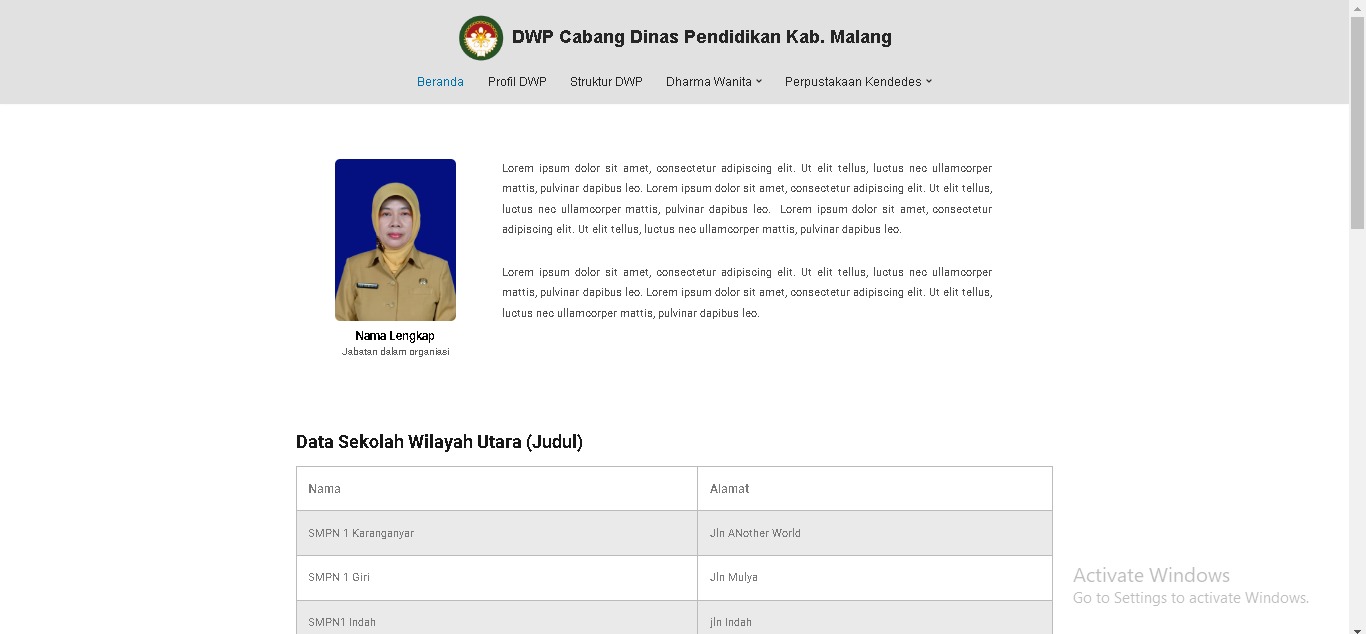 DWP Cabang Dinas Pendidikan Kab. Malang
Beranda Profil DWP Struktur DWP Dharma Wanita Perpustakaan Kendedes
Lorem ipsum dolor sit amet, consectetur adipiscing elit. Ut elit tellus, luctus nec ullamcorper
mattis, pulvinar dapibus leo. Lorem ipsum dolor sit amet, consectetur adipiscing elit. Ut elit tellus,
luctus nec ullamcorper mattis, pulvinar dapibus leo. Lorem ipsum dolor sit amet, consectetur
adipiscing elit. Ut elit tellus, luctus nec ullamcorper mattis, pulvinar dapibus leo.
Lorem ipsum dolor sit amet, consectetur adipiscing elit. Ut elit tellus, luctus nec ullamcorper
mattis, pulvinar dapibus leo. Lorem ipsum dolor sit amet, consectetur adipiscing elit. Ut elit tellus,
luctus nec ullamcorper mattis, pulvinar dapibus leo.
Nama Lengkap
Jabatan dalam organiasi
Data Sekolah Wilayah Utara (Judul)
Nama Alamat
SMPN 1 Karanganyar Jln ANother World
SMPN 1 Giri Jln Mulya
SMPN1 Indah jln Indah
Activate Windows
Go to Settings to activate Windows.